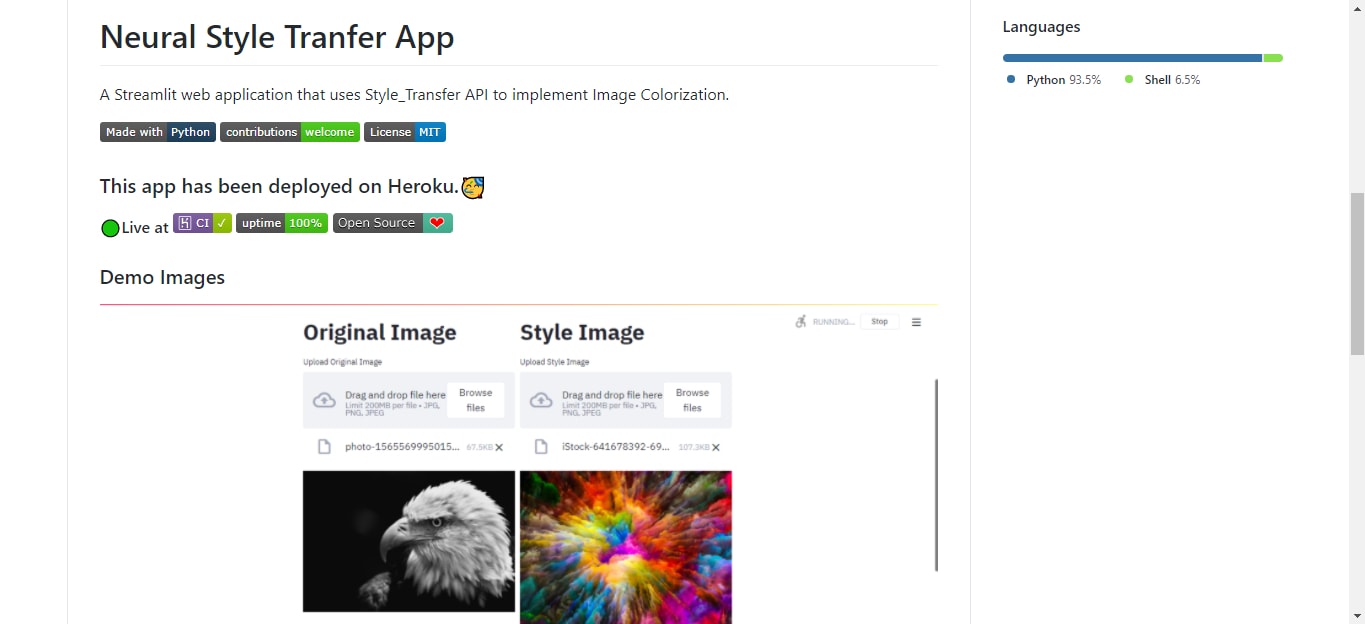 Neural Style Tranfer App
A Streamlit web application that uses Style_Transfer API to implement Image Colorization.
Made with Python contributions welcome License MIT
This app has been deployed on Heroku.
Live at CI ✓ uptime 100% Open Source
Demo Images
Original Image
Upload Original Image
Drag and drop file here
Limit 200MB per file • JPG,
PNG, JPEG
Browse
files
photo-1565569995015... 67.5KB
Style Image
Upload Style Image
Drag and drop file here
Limit 200MB per file • JPG,
PNG, JPEG
Browse
files
iStock-641678392-69... 107.3KB
RUNNING... Stop
Languages
Python 93.5% Shell 6.5%